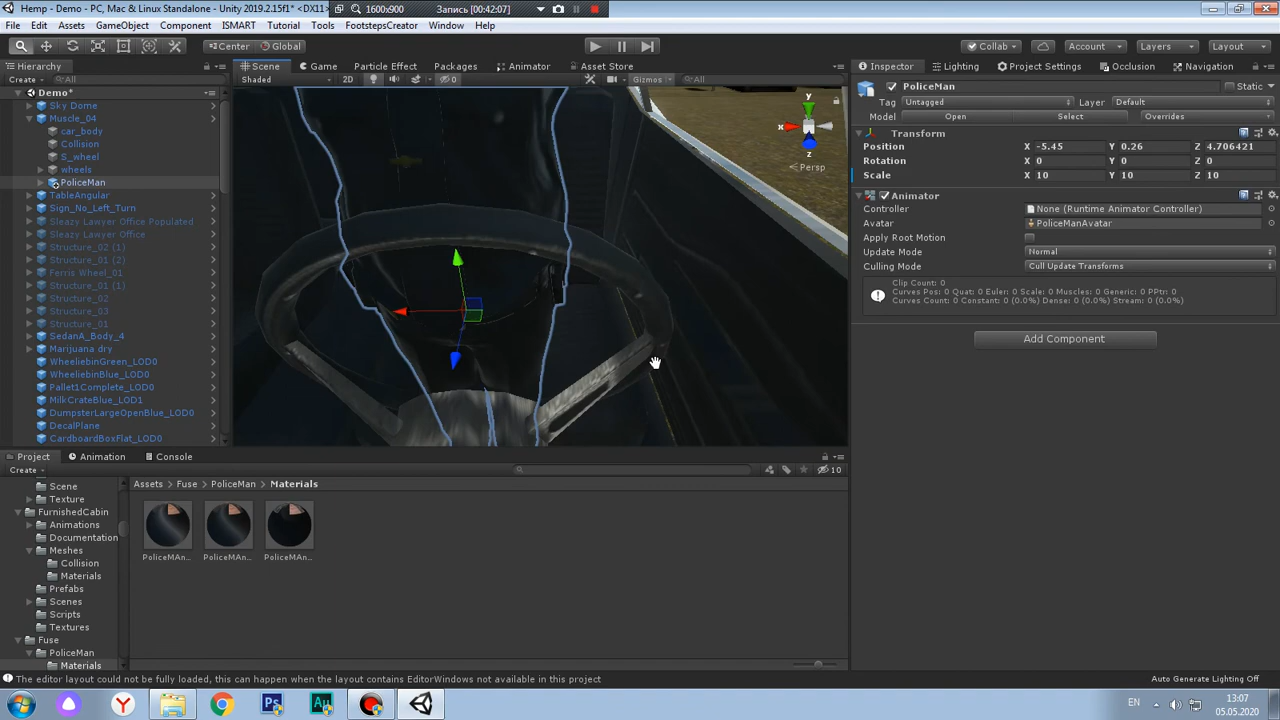 Hemp - Demo - PC, Mac & Linux Standalone - Unity 2019.2.15f1* <DX11>
1600x900
Запись [00:42:07]
File Edit Assets GameObject Component ISMART Tutorial Tools FootstepsCreator Window Help
Center Global
Collab Account Layers Layout
Hierarchy
Create All
Demo*
Sky Dome
Muscle_04
car_body
Collision
S_wheel
wheels
PoliceMan
TableAngular
Sign_No_Left_Turn
Sleazy Lawyer Office Populated
Sleazy Lawyer Office
Structure_02 (1)
Structure_01 (2)
Ferris Wheel_01
Structure_01 (1)
Structure_02
Structure_03
Structure_01
SedanA_Body_4
Marijuana dry
WheeliebinGreen_LOD0
WheeliebinBlue_LOD0
Pallet1Complete_LOD0
MilkCrateBlue_LOD1
DumpsterLargeOpenBlue_LOD0
DecalPlane
CardboardBoxFlat_LOD0
Scene Game Particle Effect Packages Animator Asset Store
Shaded 2D 0 Gizmos All
y
x
z
Persp
Inspector Lighting Project Settings Occlusion Navigation
PoliceMan Static
Tag Untagged Layer Default
Model Open Select Overrides
Transform
Position X -5.45 Y 0.26 Z 4.706421
Rotation X 0 Y 0 Z 0
Scale X 10 Y 10 Z 10
Animator
Controller None (Runtime Animator Controller)
Avatar PoliceManAvatar
Apply Root Motion
Update Mode Normal
Culling Mode Cull Update Transforms
Clip Count: 0
Curves Pos: 0 Quat: 0 Euler: 0 Scale: 0 Muscles: 0 Generic: 0 PPtr: 0
Curves Count: 0 Constant: 0 (0.0%) Dense: 0 (0.0%) Stream: 0 (0.0%)
Add Component
Project Animation Console
Create 10
Scene
Texture
FurnishedCabin
Animations
Documentation
Meshes
Collision
Materials
Prefabs
Scenes
Scripts
Textures
Fuse
PoliceMan
Materials
Assets Fuse PoliceMan Materials
PoliceMAn... PoliceMAn... PoliceMAn...
The editor layout could not be fully loaded, this can happen when the layout contains EditorWindows not available in this project
Auto Generate Lighting Off
Y Ps Au
EN
13:07
05.05.2020